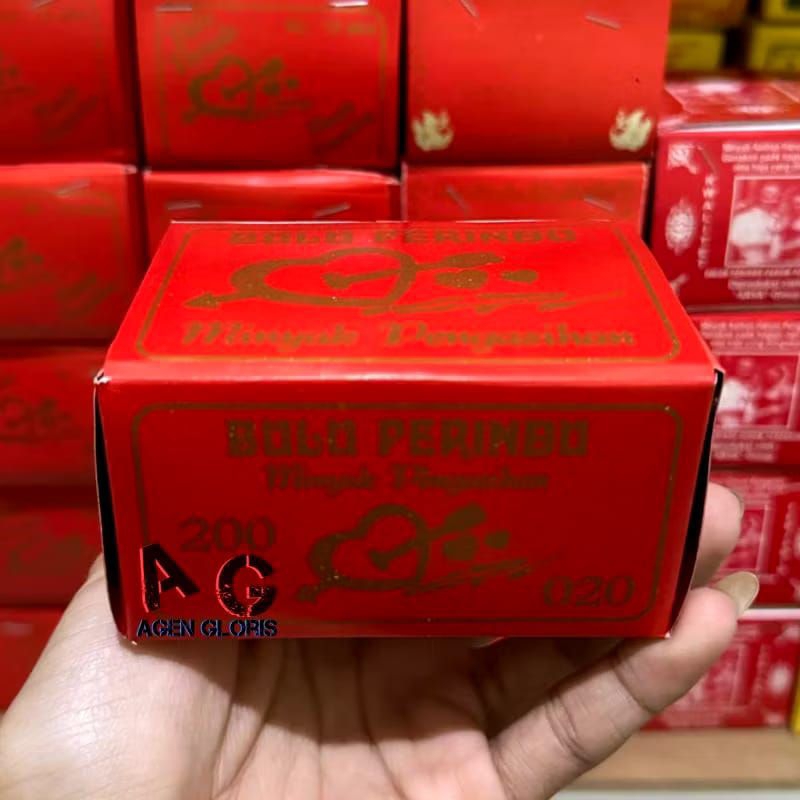 BOLO PERINDO
Minyak Pengasihan
BOLO PERINDO
Minyak Pengasihan
200
020
AG
AGEN GLORIS